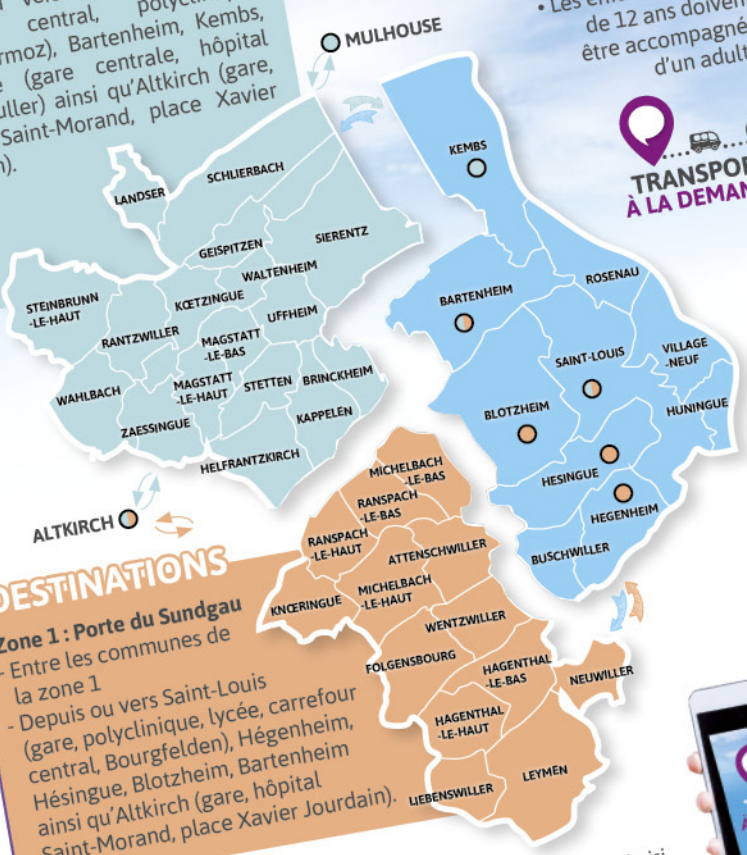 central,
Bartenheim, Kembs,
(gare centrale, hôpital
ainsi qu'Altkirch (gare,
Saint-Morand, place Xavier
• Les
de 12 ans doivent
être accompagné
d'un adult
TRANSPOR
À LA DEMAN
MULHOUSE
KEMBS
LANDSER
SCHLIERBACH
GEISPITZEN
SIERENTZ
WALTENHEIM
STEINBRUNN
-LE-HAUT
KŒTZINGUE
UFFHEIM
RANTZWILLER
MAGSTATT
-LE-BAS
WAHLBACH
MAGSTATT
-LE-HAUT
STETTEN
BRINCKHEIM
ZAESSINGUE
KAPPELEN
HELFRANTZKIRCH
BARTENHEIM
ROSENAU
SAINT-LOUIS
VILLAGE
-NEUF
BLOTZHEIM
HUNINGUE
HESINGUE
HEGENHEIM
BUSCHWILLER
ALTKIRCH
MICHELBACH
-LE-BAS
RANSPACH
-LE-BAS
RANSPACH
-LE-HAUT
ATTENSCHWILLER
KNŒRINGUE
MICHELBACH
-LE-HAUT
WENTZWILLER
FOLGENSBOURG
HAGENTHAL
-LE-BAS
NEUWILLER
HAGENTHAL
-LE-HAUT
LEYMEN
LIEBENSWILLER
DESTINATIONS
Zone 1 : Porte du Sundgau
- Entre les communes de
la zone 1
- Depuis ou vers Saint-Louis
(gare, polyclinique, lycée, carrefour
central, Bourgfelden), Hégenheim,
Hésingue, Blotzheim, Bartenheim
ainsi qu'Altkirch (gare, hôpital
Saint-Morand, place Xavier Jourdain).